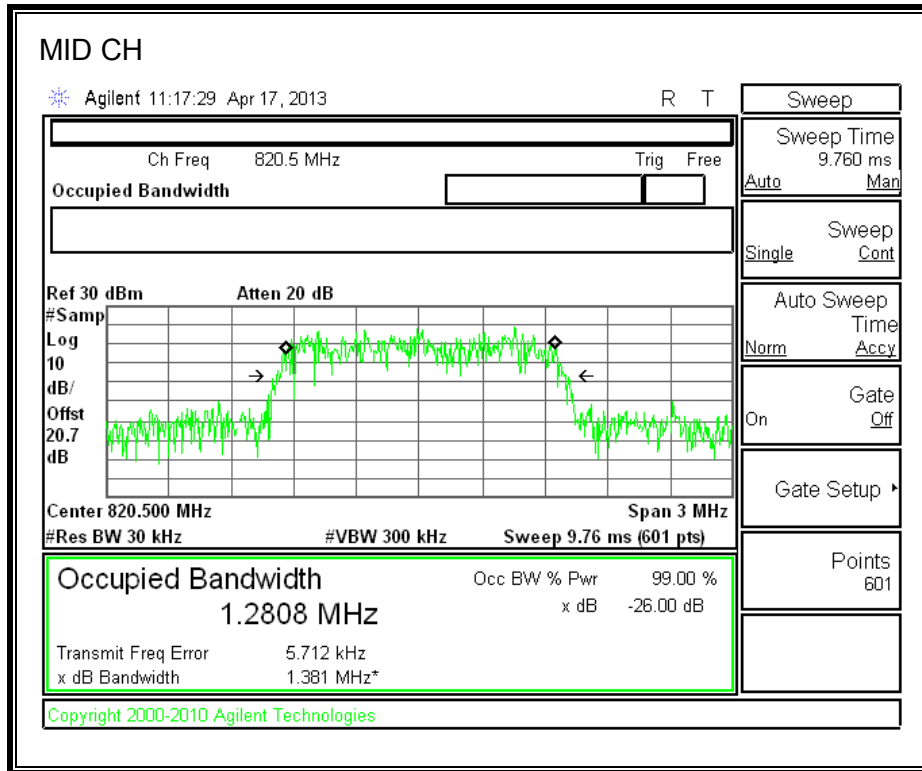 MID CH
Agilent 11:17:29 Apr 17, 2013 R T
Ch Freq 820.5 MHz Trig Free
Occupied Bandwidth
Ref 30 dBm Atten 20 dB
#Samp
Log
10
dB/
Offst
20.7
dB
Center 820.500 MHz Span 3 MHz
#Res BW 30 kHz #VBW 300 kHz Sweep 9.76 ms (601 pts)
Occupied Bandwidth Occ BW % Pwr 99.00 %
1.2808 MHz x dB -26.00 dB
Transmit Freq Error 5.712 kHz
x dB Bandwidth 1.381 MHz*
Copyright 2000-2010 Agilent Technologies
Sweep
Sweep Time
9.760 ms
Auto Man
Sweep
Single Cont
Auto Sweep
Time
Norm Accy
Gate
On Off
Gate Setup
Points
601